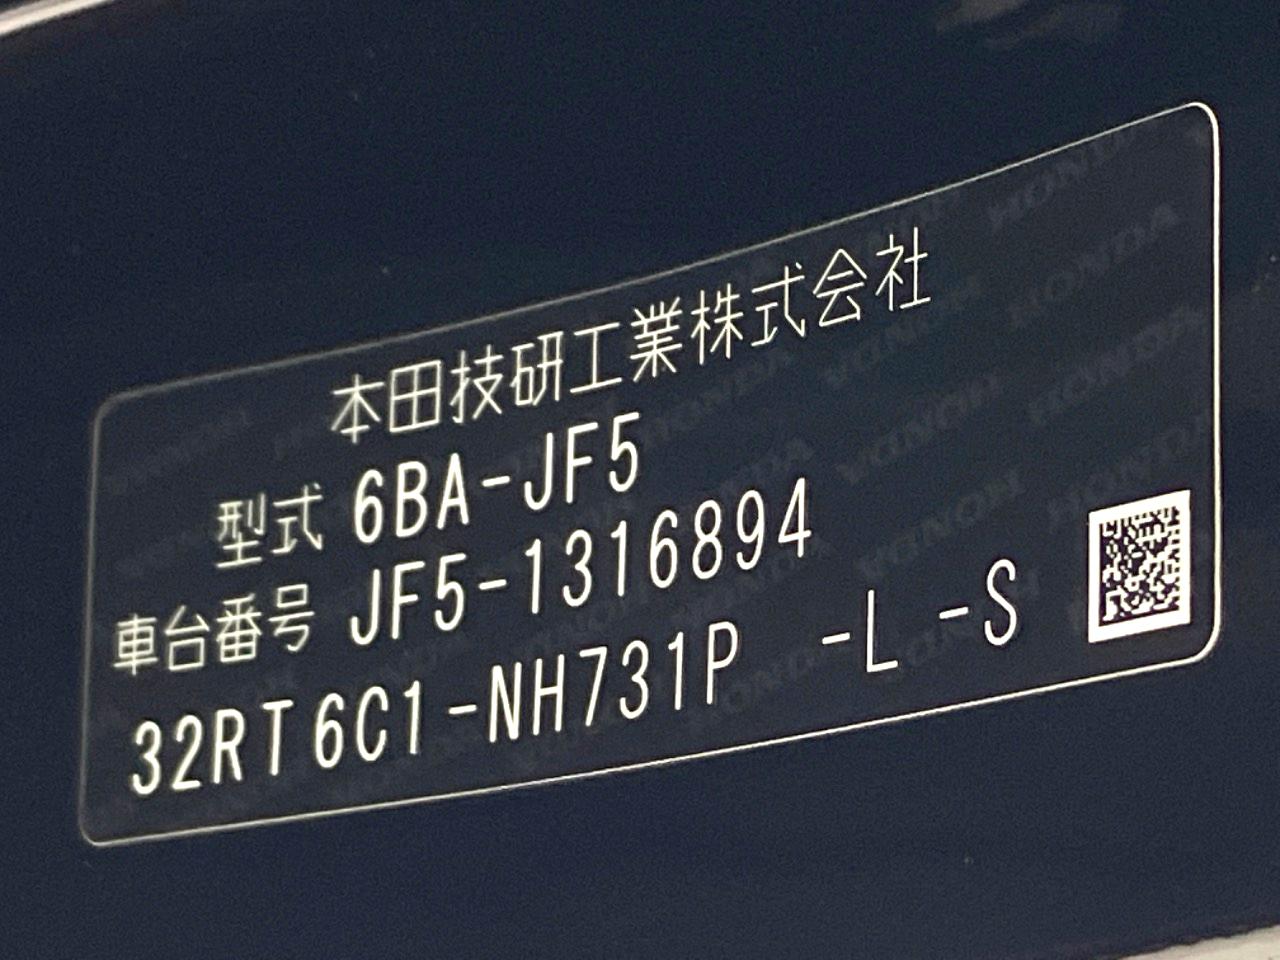 本田技研工業株式会社
型式 6BA-JF5
車台番号 JF5-1316894
32RT6C1-NH731P -L -S